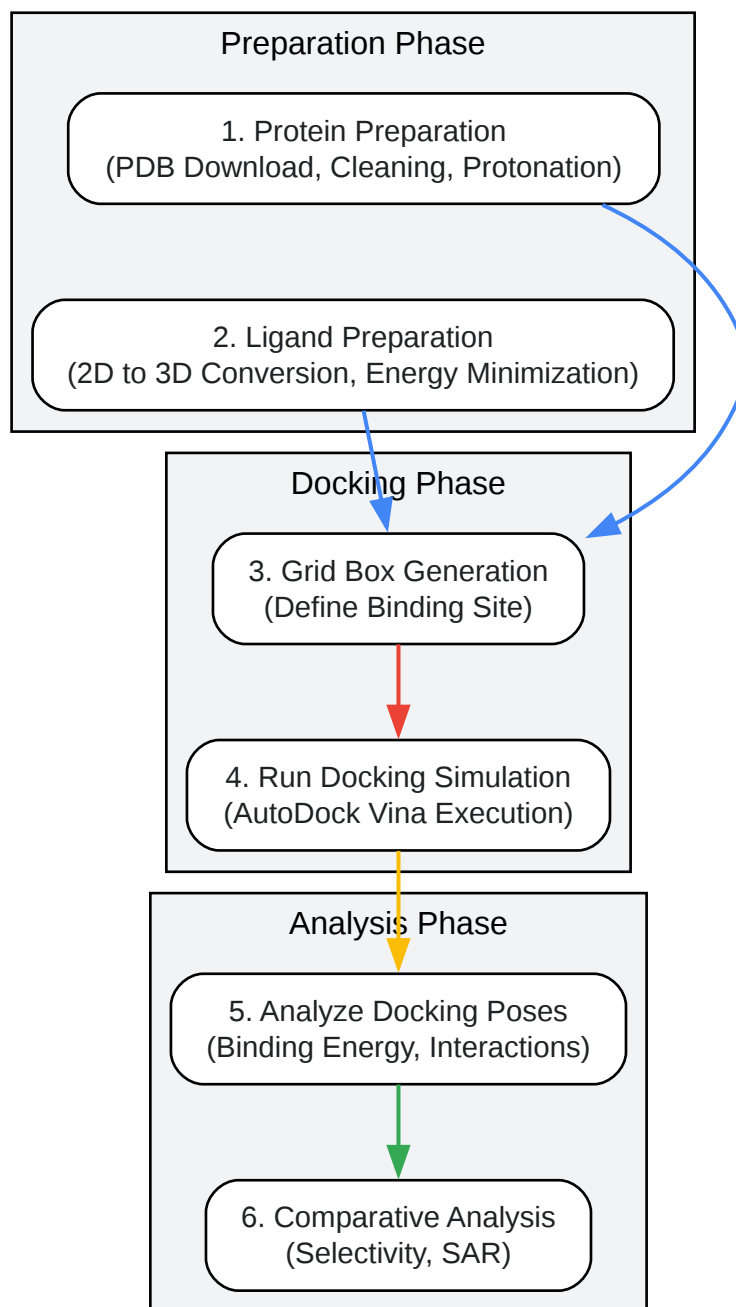 Preparation Phase
1. Protein Preparation
(PDB Download, Cleaning, Protonation)
2. Ligand Preparation
(2D to 3D Conversion, Energy Minimization)
Docking Phase
3. Grid Box Generation
(Define Binding Site)
4. Run Docking Simulation
(AutoDock Vina Execution)
Analysis Phase
5. Analyze Docking Poses
(Binding Energy, Interactions)
6. Comparative Analysis
(Selectivity, SAR)